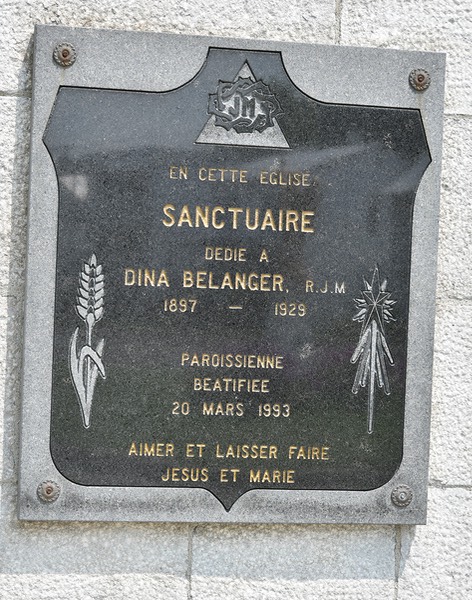 JM
EN CETTE EGLISE
SANCTUAIRE
DEDIE A
DINA BELANGER, R.J.M
1897 — 1929
PAROISSIENNE
BEATIFIEE
20 MARS 1993
AIMER ET LAISSER FAIRE
JESUS ET MARIE